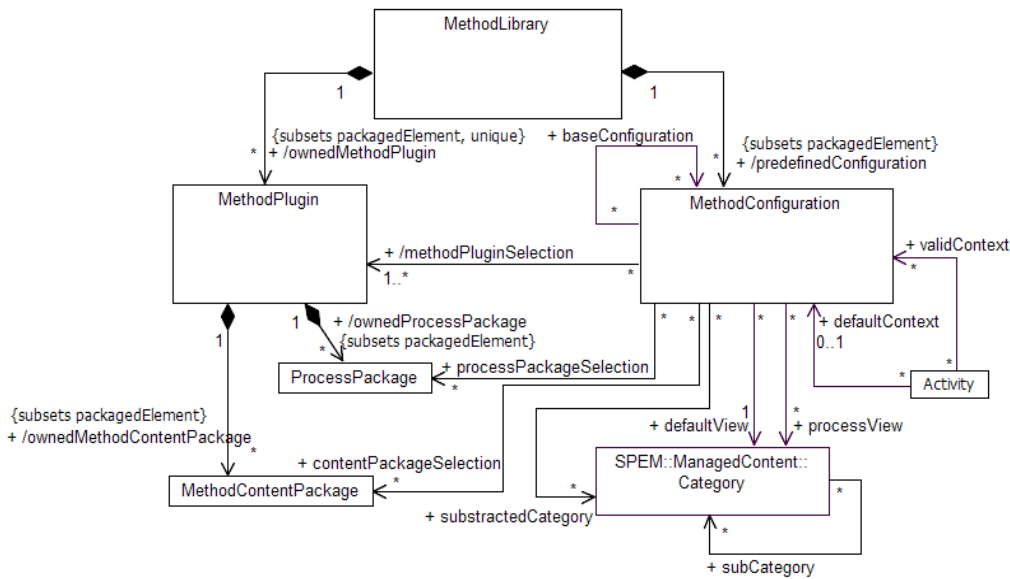 MethodLibrary
1
1
{subsets packagedElement, unique}
+ baseConfiguration
{subsets packagedElement}
* + /ownedMethodPlugin
*
+ /predefinedConfiguration
MethodPlugin
*
*
MethodConfiguration
+ /methodPluginSelection
1..*
*
+ validContext
*
1
1
+ /ownedProcessPackage
{subsets packagedElement}
*
*
*
*
*
*
+ defaultContext
0..1
*
*
ProcessPackage
+ processPackageSelection
*
Activity
{subsets packagedElement}
+ /ownedMethodContentPackage
*
1
*
+ defaultView
+ processView
+ contentPackageSelection
*
MethodContentPackage
SPEM::ManagedContent::
Category
*
*
+ substractedCategory
*
+ subCategory